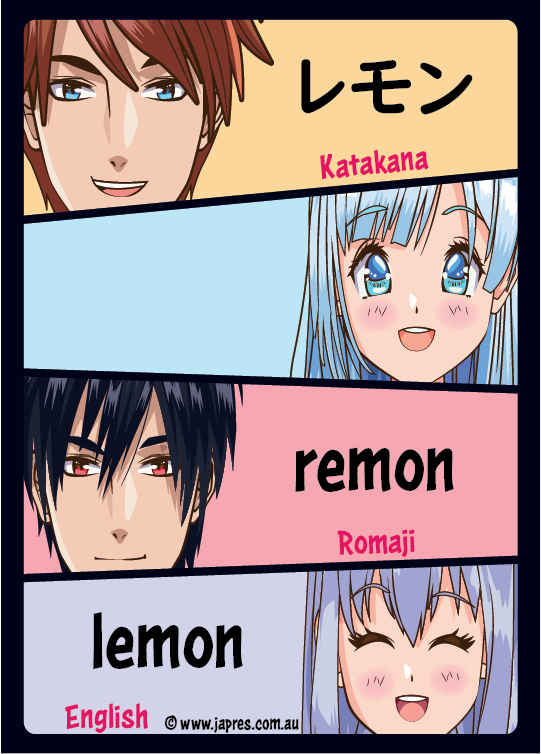 レモン
Katakana
remon
Romaji
lemon
English
© www.japres.com.au